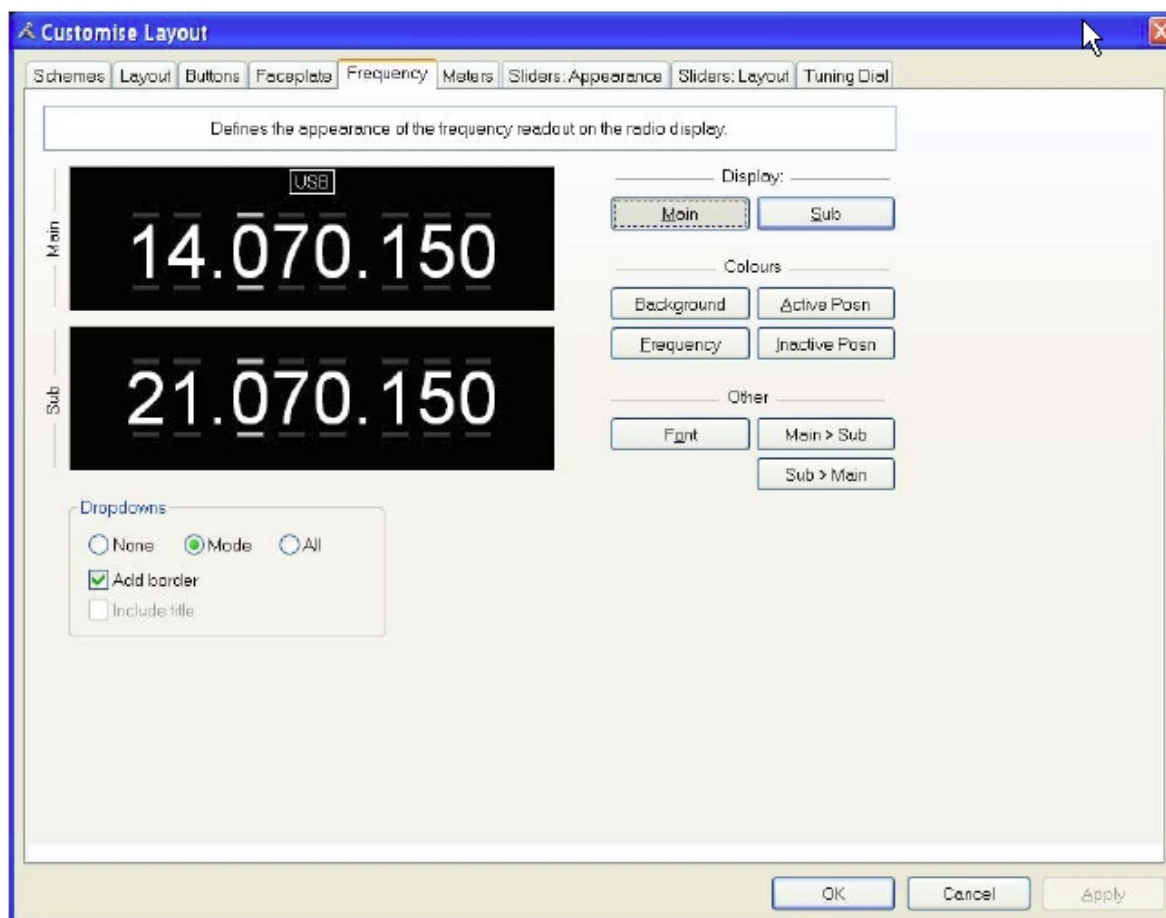 Customise Layout
Schemes Layout Buttons Faceplate Frequency Meters Sliders: Appearance Sliders: Layout Tuning Dial
Defines the appearance of the frequency readout on the radio display.
Main
USB
14.070.150
Sub
21.070.150
Display:
Main Sub
Colours
Background Active Posn
Frequency Inactive Posn
Other
Font Main > Sub
Sub > Main
Dropdowns
None Mode All
Add border
Include title
OK Cancel Apply